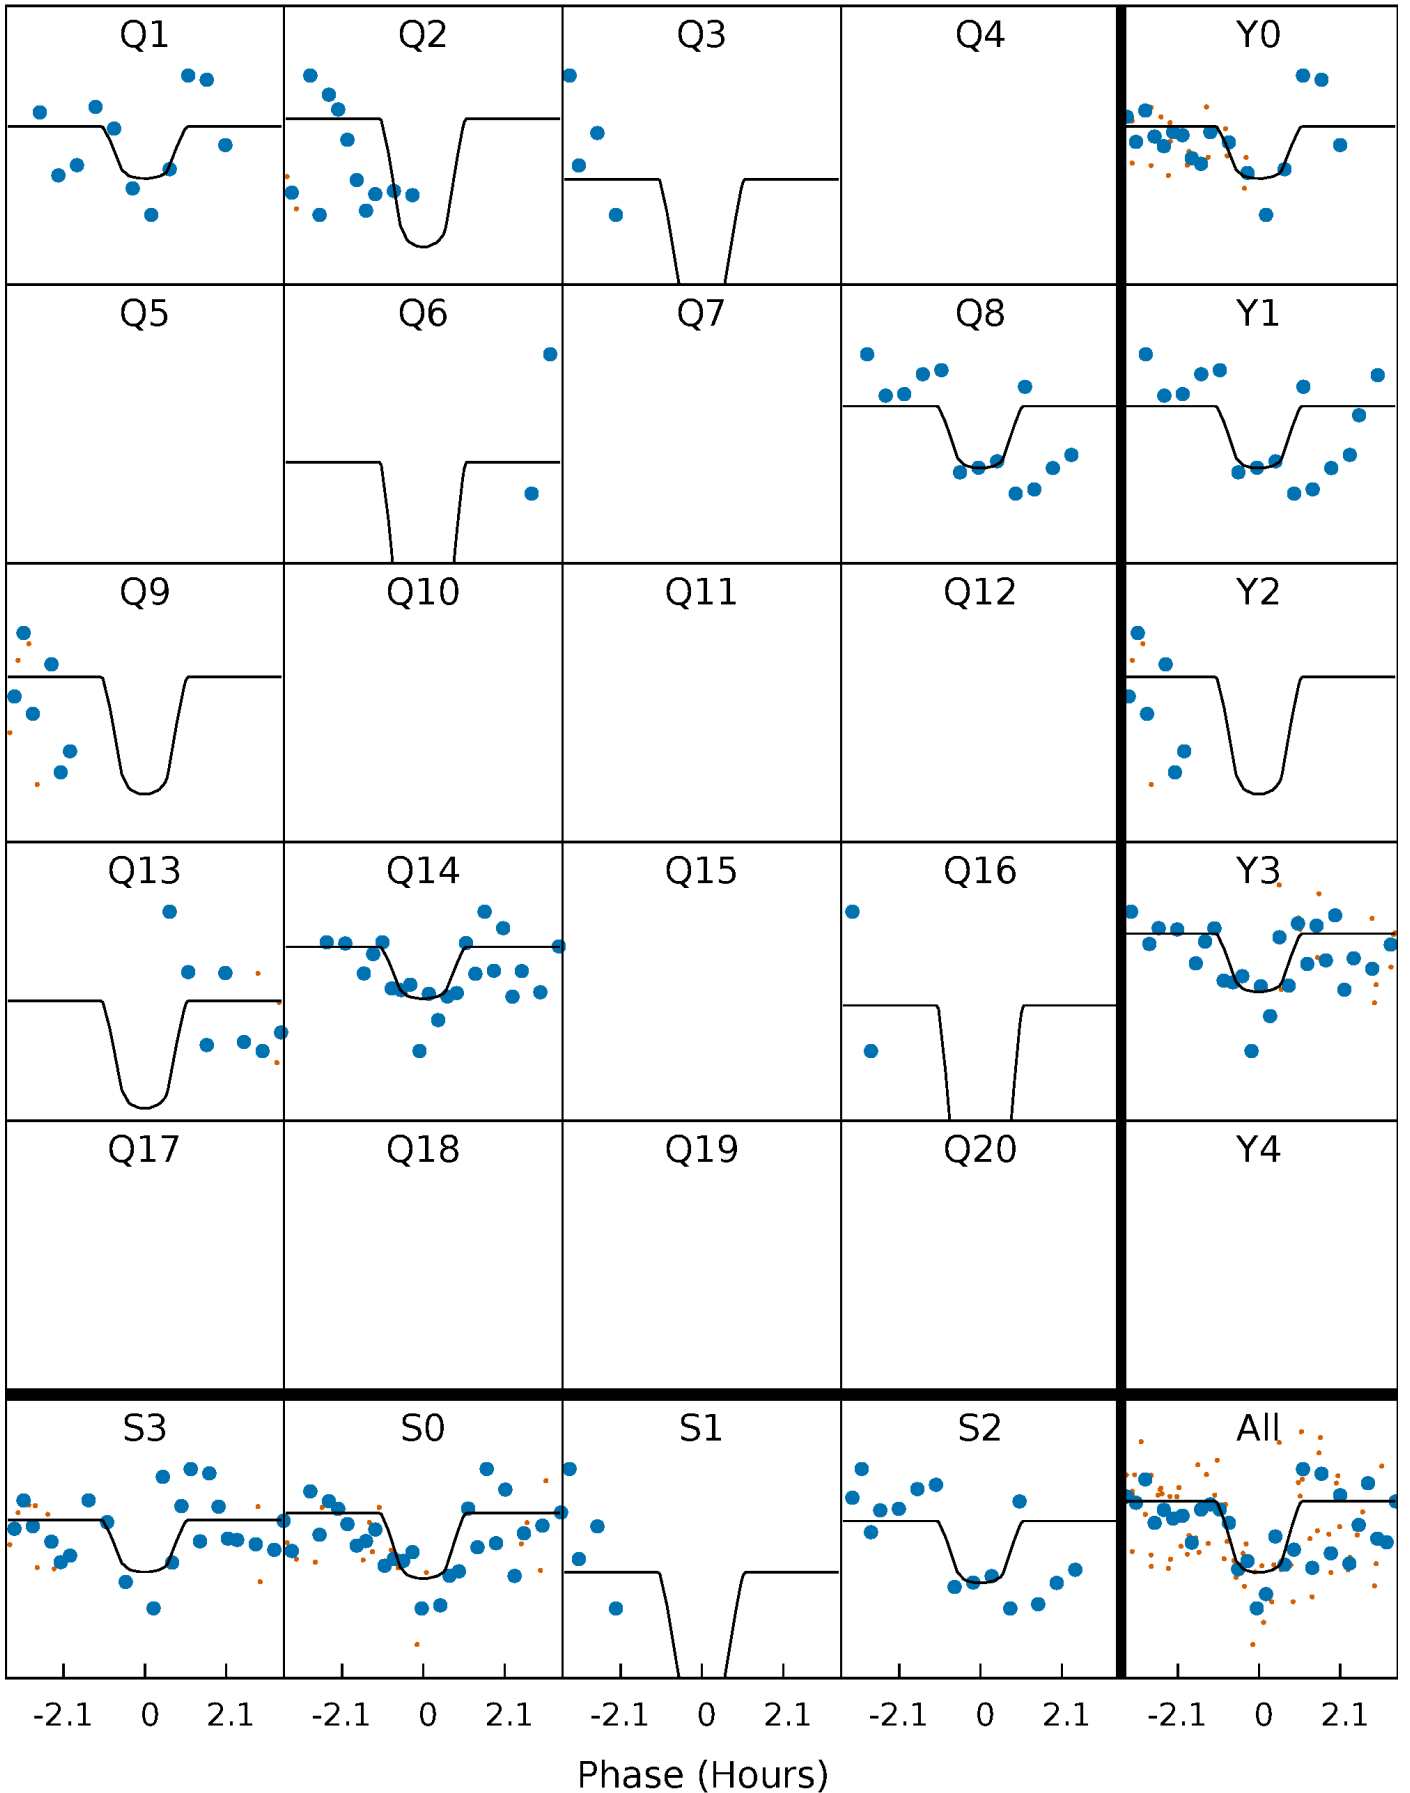 Q1 Q2 Q3 Q4 Y0
Q5 Q6 Q7 Q8 Y1
Q9 Q10 Q11 Q12 Y2
Q13 Q14 Q15 Q16 Y3
Q17 Q18 Q19 Q20 Y4
S3 S0 S1 S2 All
-2.1 0 2.1 -2.1 0 2.1 -2.1 0 2.1 -2.1 0 2.1 -2.1 0 2.1
Phase (Hours)